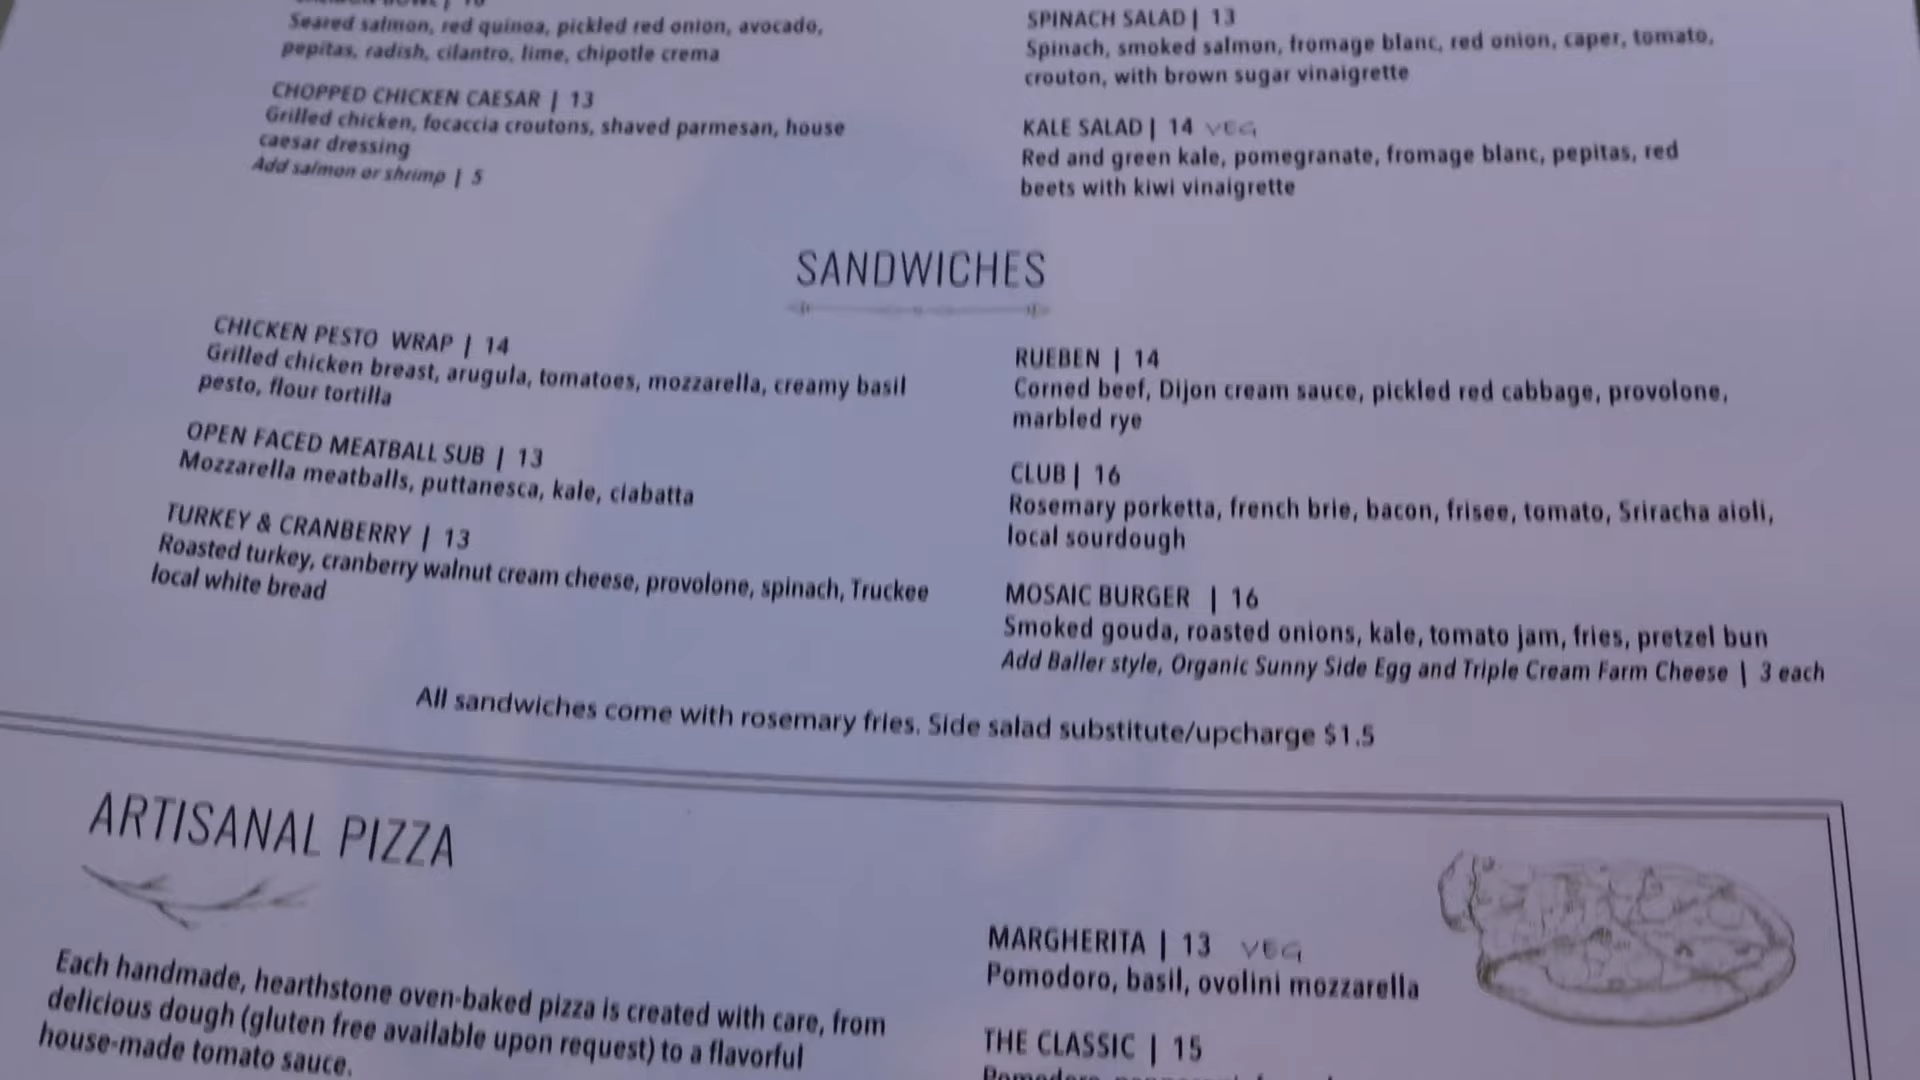 Seared salmon, red quinoa, pickled red onion, avocado,
pepitas, radish, cilantro, lime, chipotle crema
CHOPPED CHICKEN CAESAR | 13
Grilled chicken, focaccia croutons, shaved parmesan, house
caesar dressing
Add salmon or shrimp | 5
SPINACH SALAD | 13
Spinach, smoked salmon, fromage blanc, red onion, caper, tomato,
crouton, with brown sugar vinaigrette
KALE SALAD | 14 VEG
Red and green kale, pomegranate, fromage blanc, pepitas, red
beets with kiwi vinaigrette
SANDWICHES
CHICKEN PESTO WRAP | 14
Grilled chicken breast, arugula, tomatoes, mozzarella, creamy basil
pesto, flour tortilla
OPEN FACED MEATBALL SUB | 13
Mozzarella meatballs, puttanesca, kale, ciabatta
TURKEY & CRANBERRY | 13
Roasted turkey, cranberry walnut cream cheese, provolone, spinach, Truckee
local white bread
RUEBEN | 14
Corned beef, Dijon cream sauce, pickled red cabbage, provolone,
marbled rye
CLUB | 16
Rosemary porketta, french brie, bacon, frisee, tomato, Sriracha aioli,
local sourdough
MOSAIC BURGER | 16
Smoked gouda, roasted onions, kale, tomato jam, fries, pretzel bun
Add Baller style, Organic Sunny Side Egg and Triple Cream Farm Cheese | 3 each
All sandwiches come with rosemary fries. Side salad substitute/upcharge $1.5
ARTISANAL PIZZA
Each handmade, hearthstone oven-baked pizza is created with care, from
delicious dough (gluten free available upon request) to a flavorful
house-made tomato sauce.
MARGHERITA | 13 VEG
Pomodoro, basil, ovolini mozzarella
THE CLASSIC | 15